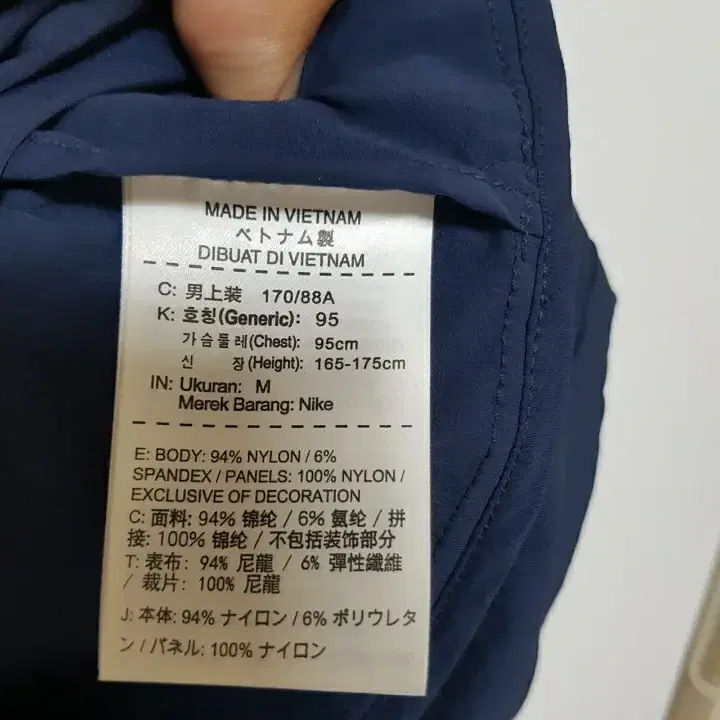 MADE IN VIETNAM
ベトナム製
DIBUAT DI VIETNAM
C: 男上装 170/88A
K: 호칭(Generic): 95
가슴둘레(Chest): 95cm
신 장(Height): 165-175cm
IN: Ukuran: M
Merek Barang: Nike
E: BODY: 94% NYLON / 6%
SPANDEX / PANELS: 100% NYLON /
EXCLUSIVE OF DECORATION
C: 面料: 94% 锦纶 / 6% 氨纶 / 拼
接: 100% 锦纶 / 不包括装饰部分
T: 表布: 94% 尼龍 / 6% 彈性纖維
/ 裁片: 100% 尼龍
J: 本体: 94% ナイロン / 6% ポリウレタ
ン / パネル: 100% ナイロン